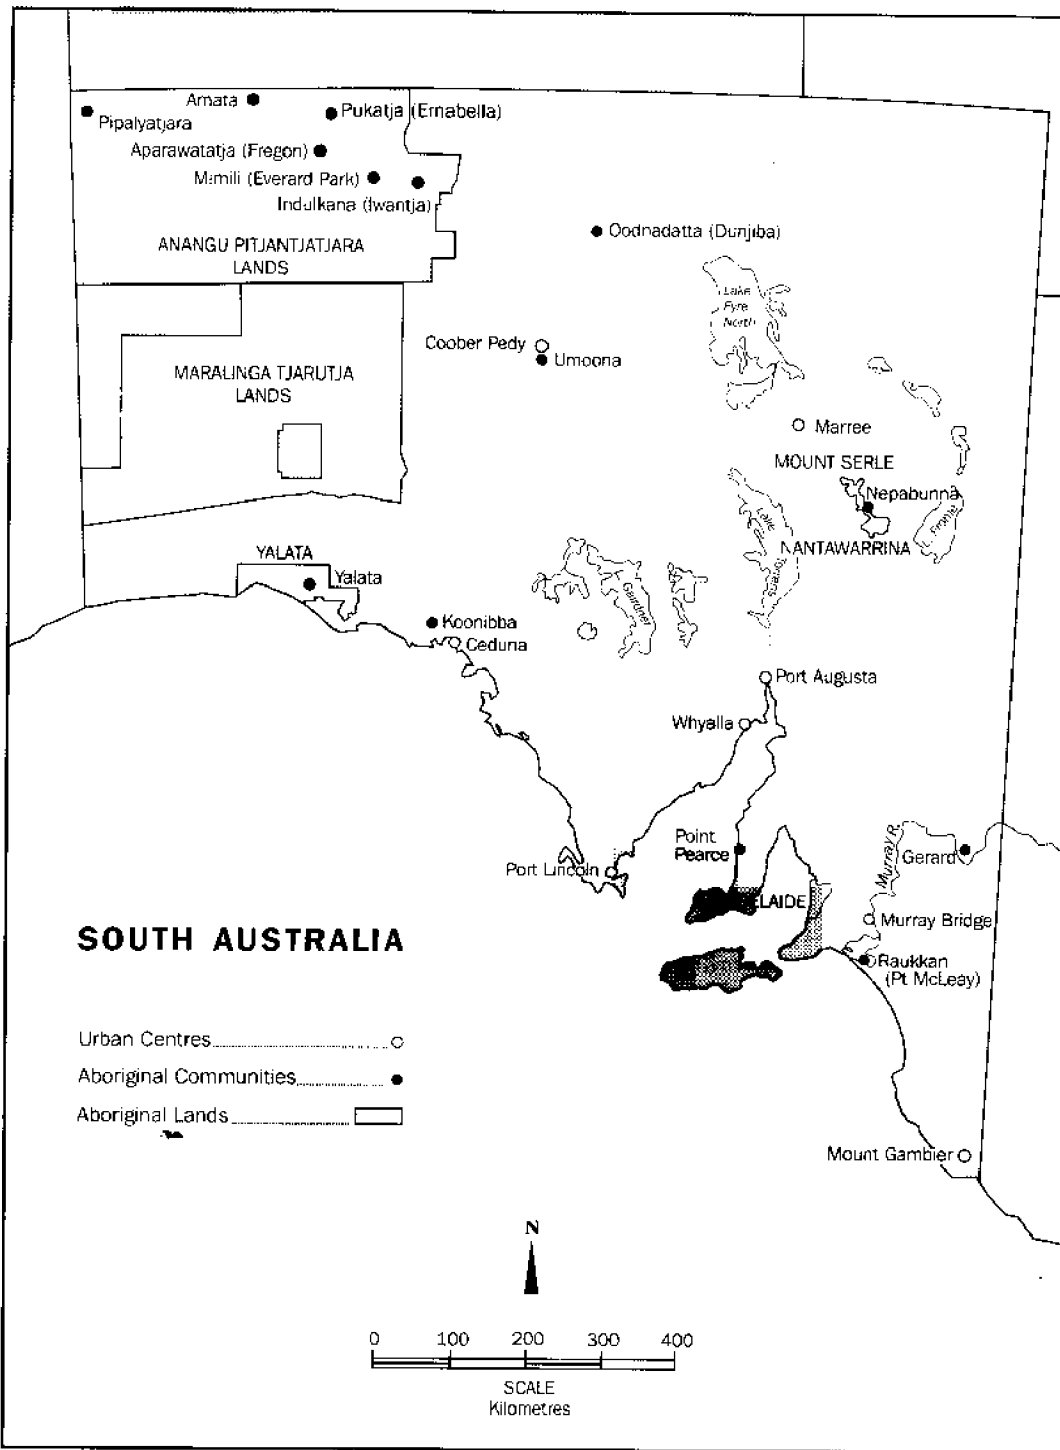 Amata
Pukatja (Ernabella)
Pipalyatjara
Aparawatatja (Fregon)
Mimili (Everard Park)
Indulkana (Iwantja)
ANANGU PITJANTJATJARA
LANDS
Oodnadatta (Dunjiba)
Lake
Eyre
North
Coober Pedy
Umoona
MARALINGA TJARUTJA
LANDS
Marree
MOUNT SERLE
Nepabunna
Lake
Torrens
Frome
NANTAWARRINA
YALATA
Yalata
Gairdner
Koonibba
Ceduna
Port Augusta
Whyalla
Point
Pearce
Murray R.
Gerard
Port Lincoln
ELAIDE
Murray Bridge
SOUTH AUSTRALIA
Raukkan
(Pt McLeay)
Urban Centres
Aboriginal Communities
Aboriginal Lands
Mount Gambier
N
0 100 200 300 400
SCALE
Kilometres